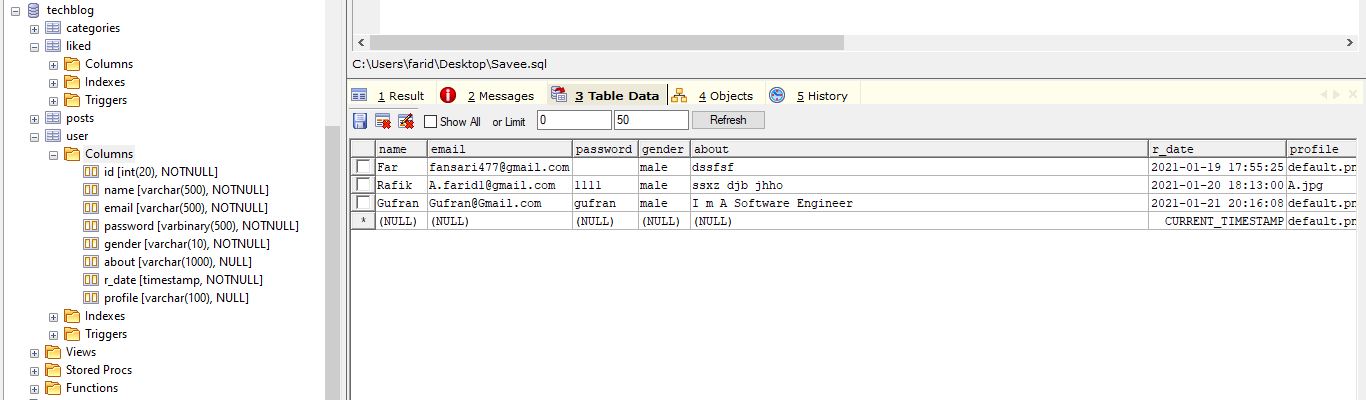 techblog
categories
liked
Columns
Indexes
Triggers
posts
user
Columns
id [int(20), NOTNULL]
name [varchar(500), NOTNULL]
email [varchar(500), NOTNULL]
password [varbinary(500), NOTNULL]
gender [varchar(10), NOTNULL]
about [varchar(1000), NULL]
r_date [timestamp, NOTNULL]
profile [varchar(100), NULL]
Indexes
Triggers
Views
Stored Procs
Functions
C:\Users\farid\Desktop\Savee.sql
1 Result 2 Messages 3 Table Data 4 Objects 5 History
Show All or Limit 0 50 Refresh
name email password gender about r_date profile
Far fansari477@gmail.com male dssfsf 2021-01-19 17:55:25 default.pn
Rafik A.farid1@gmail.com 1111 male ssxz djb jhho 2021-01-20 18:13:00 A.jpg
Gufran Gufran@Gmail.com gufran male I m A Software Engineer 2021-01-21 20:16:08 default.pn
* (NULL) (NULL) (NULL) (NULL) (NULL) CURRENT_TIMESTAMP default.pn